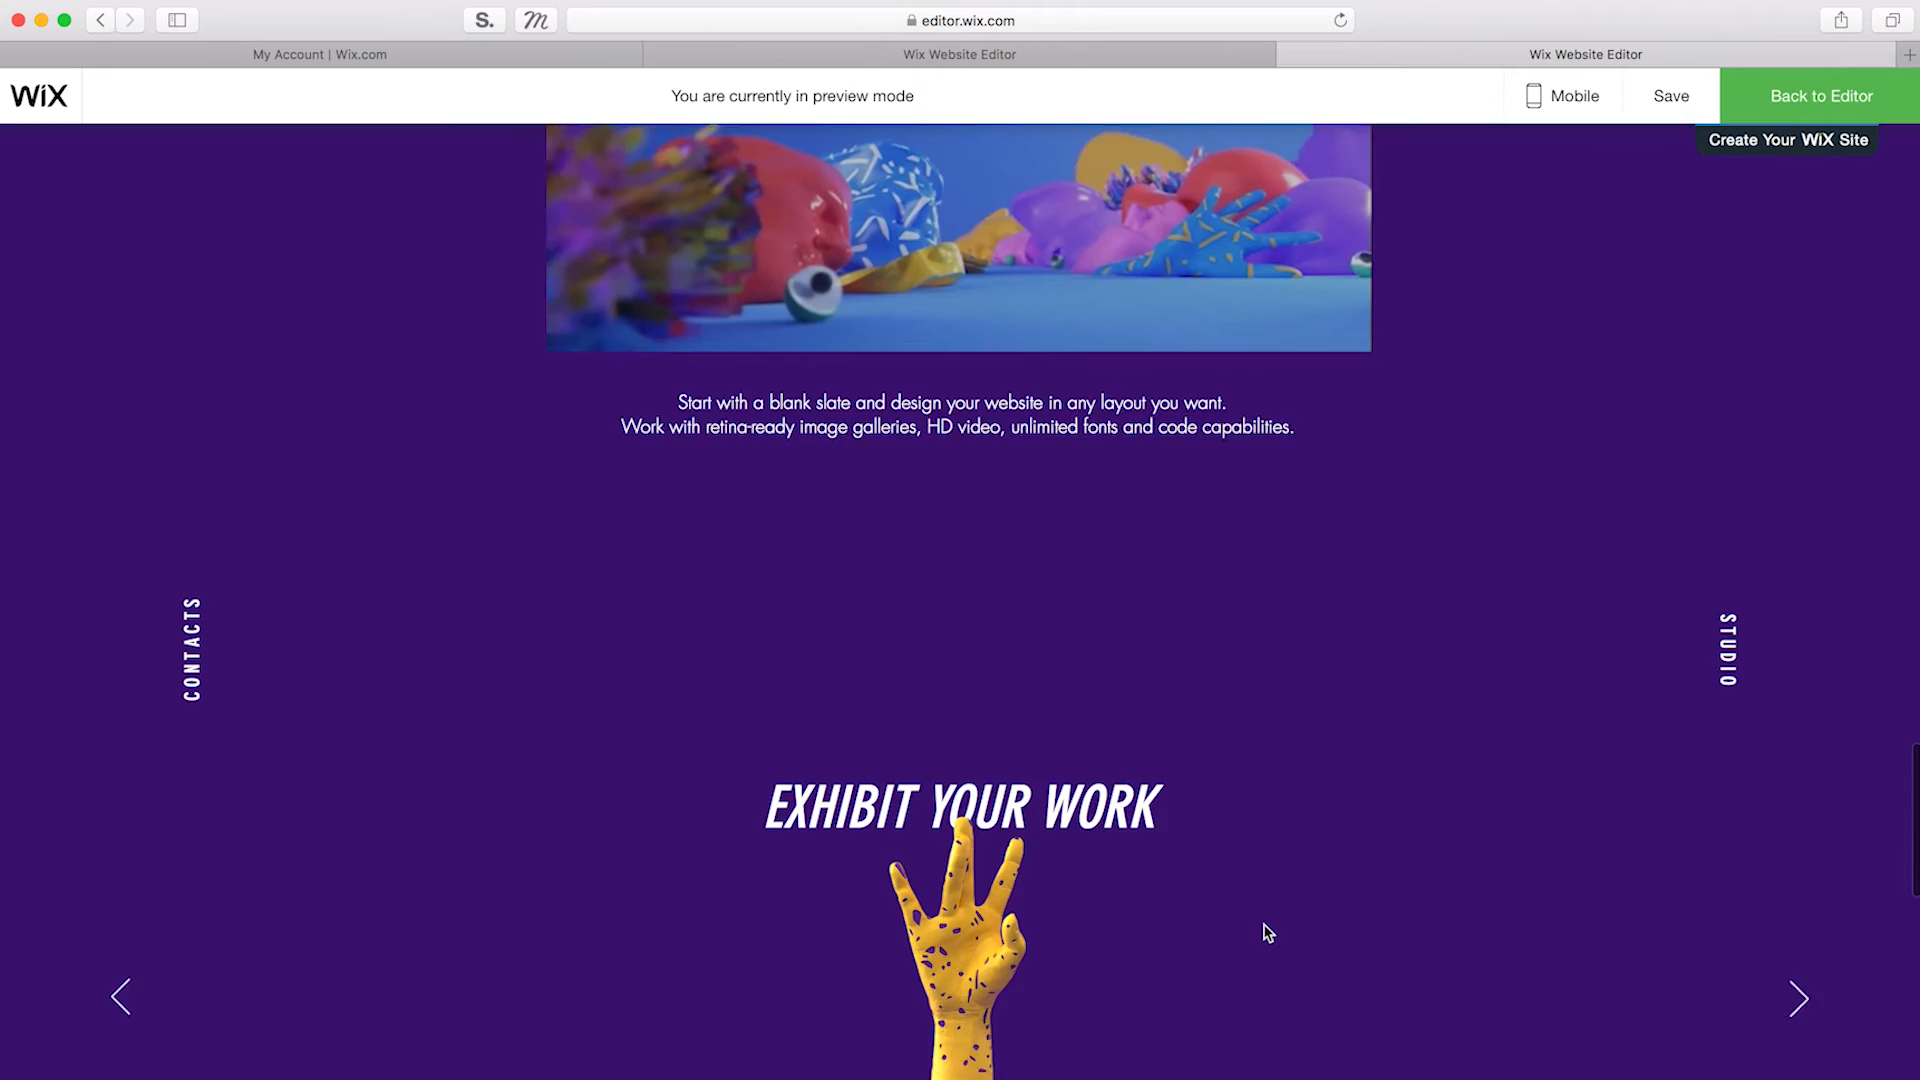 S.
editor.wix.com
My Account | Wix.com
Wix Website Editor
Wix Website Editor
WiX
You are currently in preview mode
Mobile
Save
Back to Editor
Create Your WiX Site
Start with a blank slate and design your website in any layout you want.
Work with retina-ready image galleries, HD video, unlimited fonts and code capabilities.
CONTACTS
STUDIO
EXHIBIT YOUR WORK